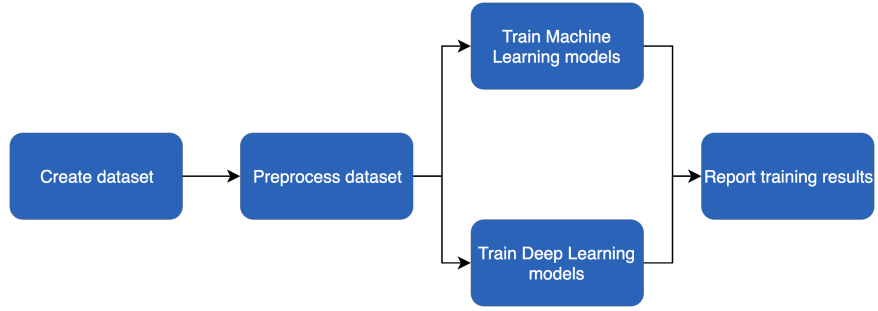 Create dataset
Preprocess dataset
Train Machine
Learning models
Train Deep Learning
models
Report training results